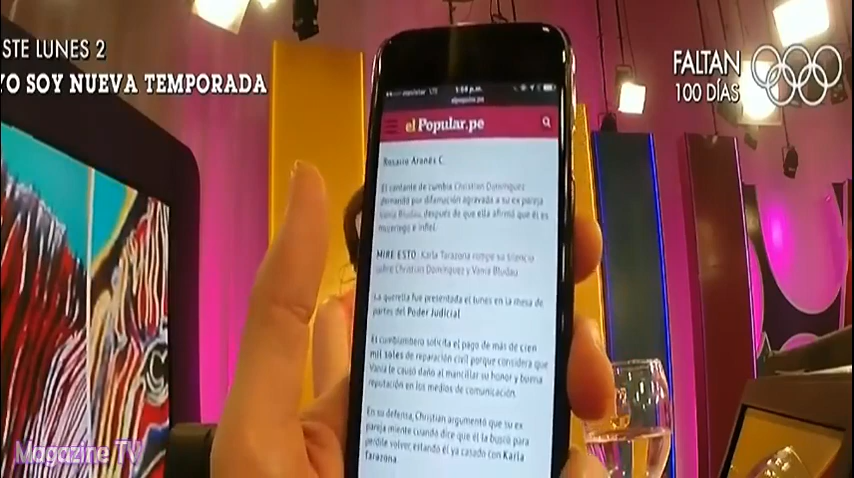 STE LUNES 2
YO SOY NUEVA TEMPORADA
FALTAN
100 DÍAS
1:54 p.m.
elpopular.pe
el Popular.pe
Rosario Aranés C.
El cantante de cumbia Christian Domínguez
demandó por difamación agravada a su ex pareja
Vania Bludau, después de que ella afirmó que él es
mujeriego e infiel.
MIRE ESTO: Karla Tarazona rompe su silencio
sobre Christian Domínguez y Vania Bludau
La querella fue presentada el lunes en la mesa de
partes del Poder Judicial
El cumbiambero solicita el pago de más de cien
mil soles de reparación civil porque considera que
Vania le causó daño al mancillar su honor y buena
reputación en los medios de comunicación.
En su defensa, Christian argumentó que su ex
pareja miente cuando dice que él la buscó para
pedirle volver, estando él ya casado con Karla
Tarazona.
Magazine TV